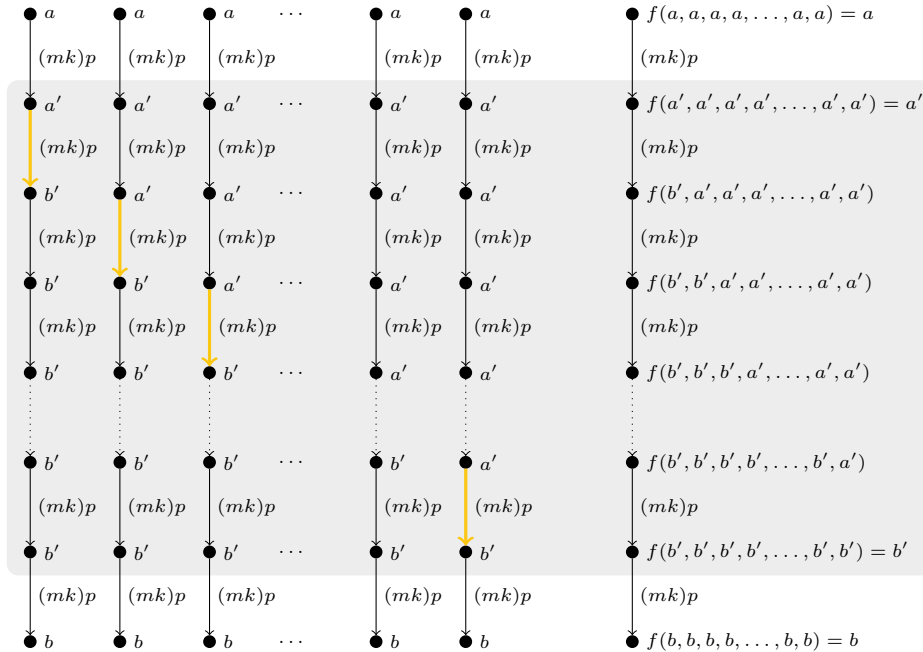 a a a ⋯ a a f(a, a, a, a, …, a, a) = a
(mk)p (mk)p (mk)p (mk)p (mk)p (mk)p
a′ a′ a′ ⋯ a′ a′ f(a′, a′, a′, a′, …, a′, a′) = a′
(mk)p (mk)p (mk)p (mk)p (mk)p (mk)p
b′ a′ a′ ⋯ a′ a′ f(b′, a′, a′, a′, …, a′, a′)
(mk)p (mk)p (mk)p (mk)p (mk)p (mk)p
b′ b′ a′ ⋯ a′ a′ f(b′, b′, a′, a′, …, a′, a′)
(mk)p (mk)p (mk)p (mk)p (mk)p (mk)p
b′ b′ b′ ⋯ a′ a′ f(b′, b′, b′, a′, …, a′, a′)
b′ b′ b′ ⋯ b′ a′ f(b′, b′, b′, b′, …, b′, a′)
(mk)p (mk)p (mk)p (mk)p (mk)p (mk)p
b′ b′ b′ ⋯ b′ b′ f(b′, b′, b′, b′, …, b′, b′) = b′
(mk)p (mk)p (mk)p (mk)p (mk)p (mk)p
b b b ⋯ b b f(b, b, b, b, …, b, b) = b